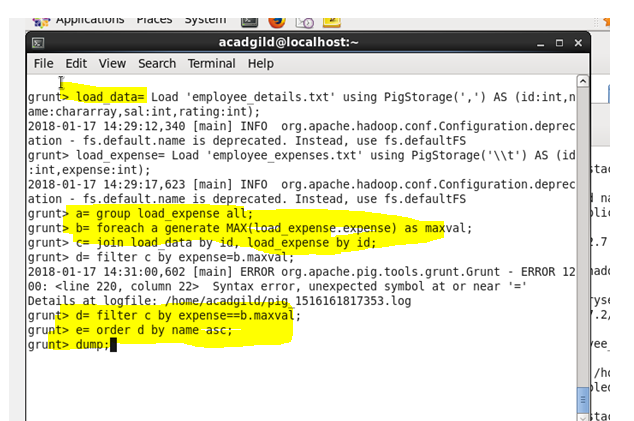 Applications Places System
acadgild@localhost:~
File Edit View Search Terminal Help
grunt> load_data= Load 'employee_details.txt' using PigStorage(',') AS (id:int,n
ame:chararray,sal:int,rating:int);
2018-01-17 14:29:12,340 [main] INFO org.apache.hadoop.conf.Configuration.deprec
ation - fs.default.name is deprecated. Instead, use fs.defaultFS
grunt> load_expense= Load 'employee_expenses.txt' using PigStorage('\\t') AS (id
:int,expense:int);
2018-01-17 14:29:17,623 [main] INFO org.apache.hadoop.conf.Configuration.deprec
ation - fs.default.name is deprecated. Instead, use fs.defaultFS
grunt> a= group load_expense all;
grunt> b= foreach a generate MAX(load_expense.expense) as maxval;
grunt> c= join load_data by id, load_expense by id;
grunt> d= filter c by expense=b.maxval;
2018-01-17 14:31:00,602 [main] ERROR org.apache.pig.tools.grunt.Grunt - ERROR 12
00: <line 220, column 22> Syntax error, unexpected symbol at or near '='
Details at logfile: /home/acadgild/pig_1516161817353.log
grunt> d= filter c by expense==b.maxval;
grunt> e= order d by name asc;
grunt> dump;